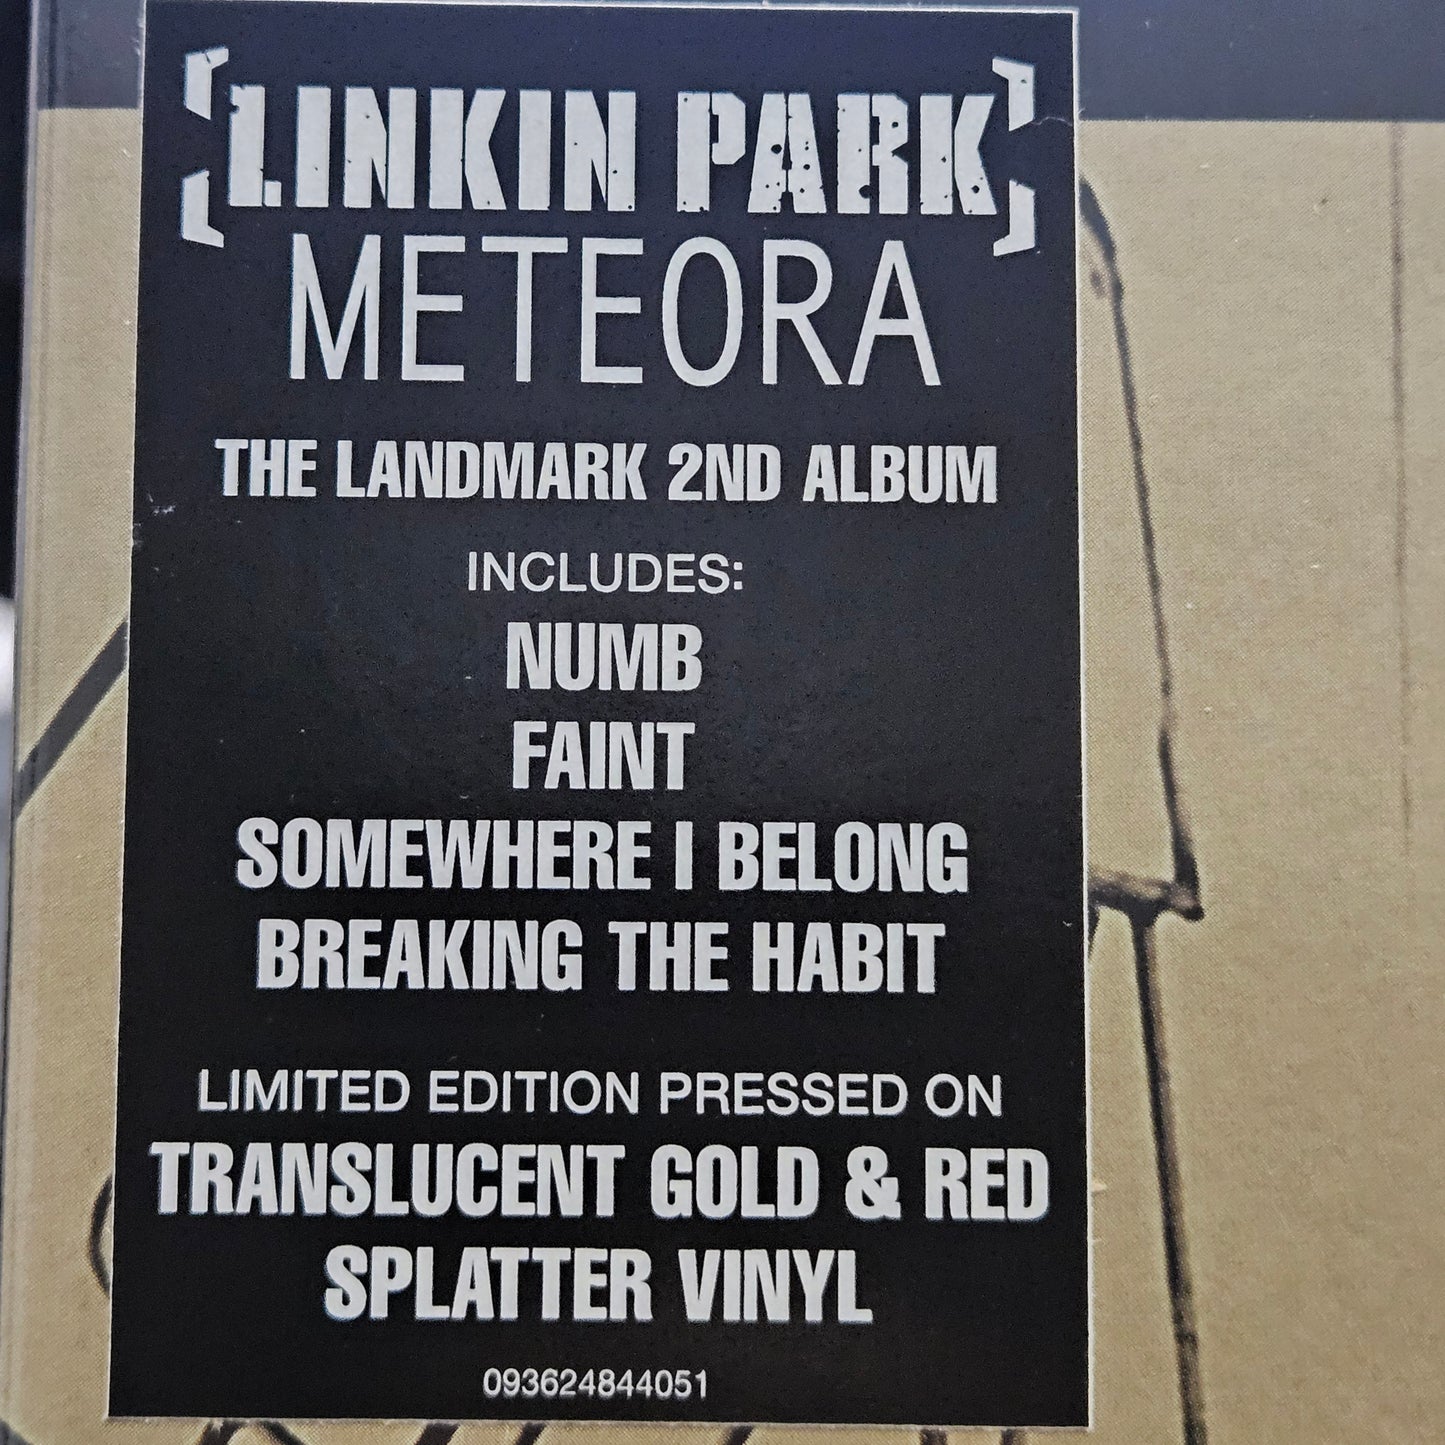 [LINKIN PARK]
METEORA
THE LANDMARK 2ND ALBUM
INCLUDES:
NUMB
FAINT
SOMEWHERE I BELONG
BREAKING THE HABIT
LIMITED EDITION PRESSED ON
TRANSLUCENT GOLD & RED
SPLATTER VINYL
093624844051